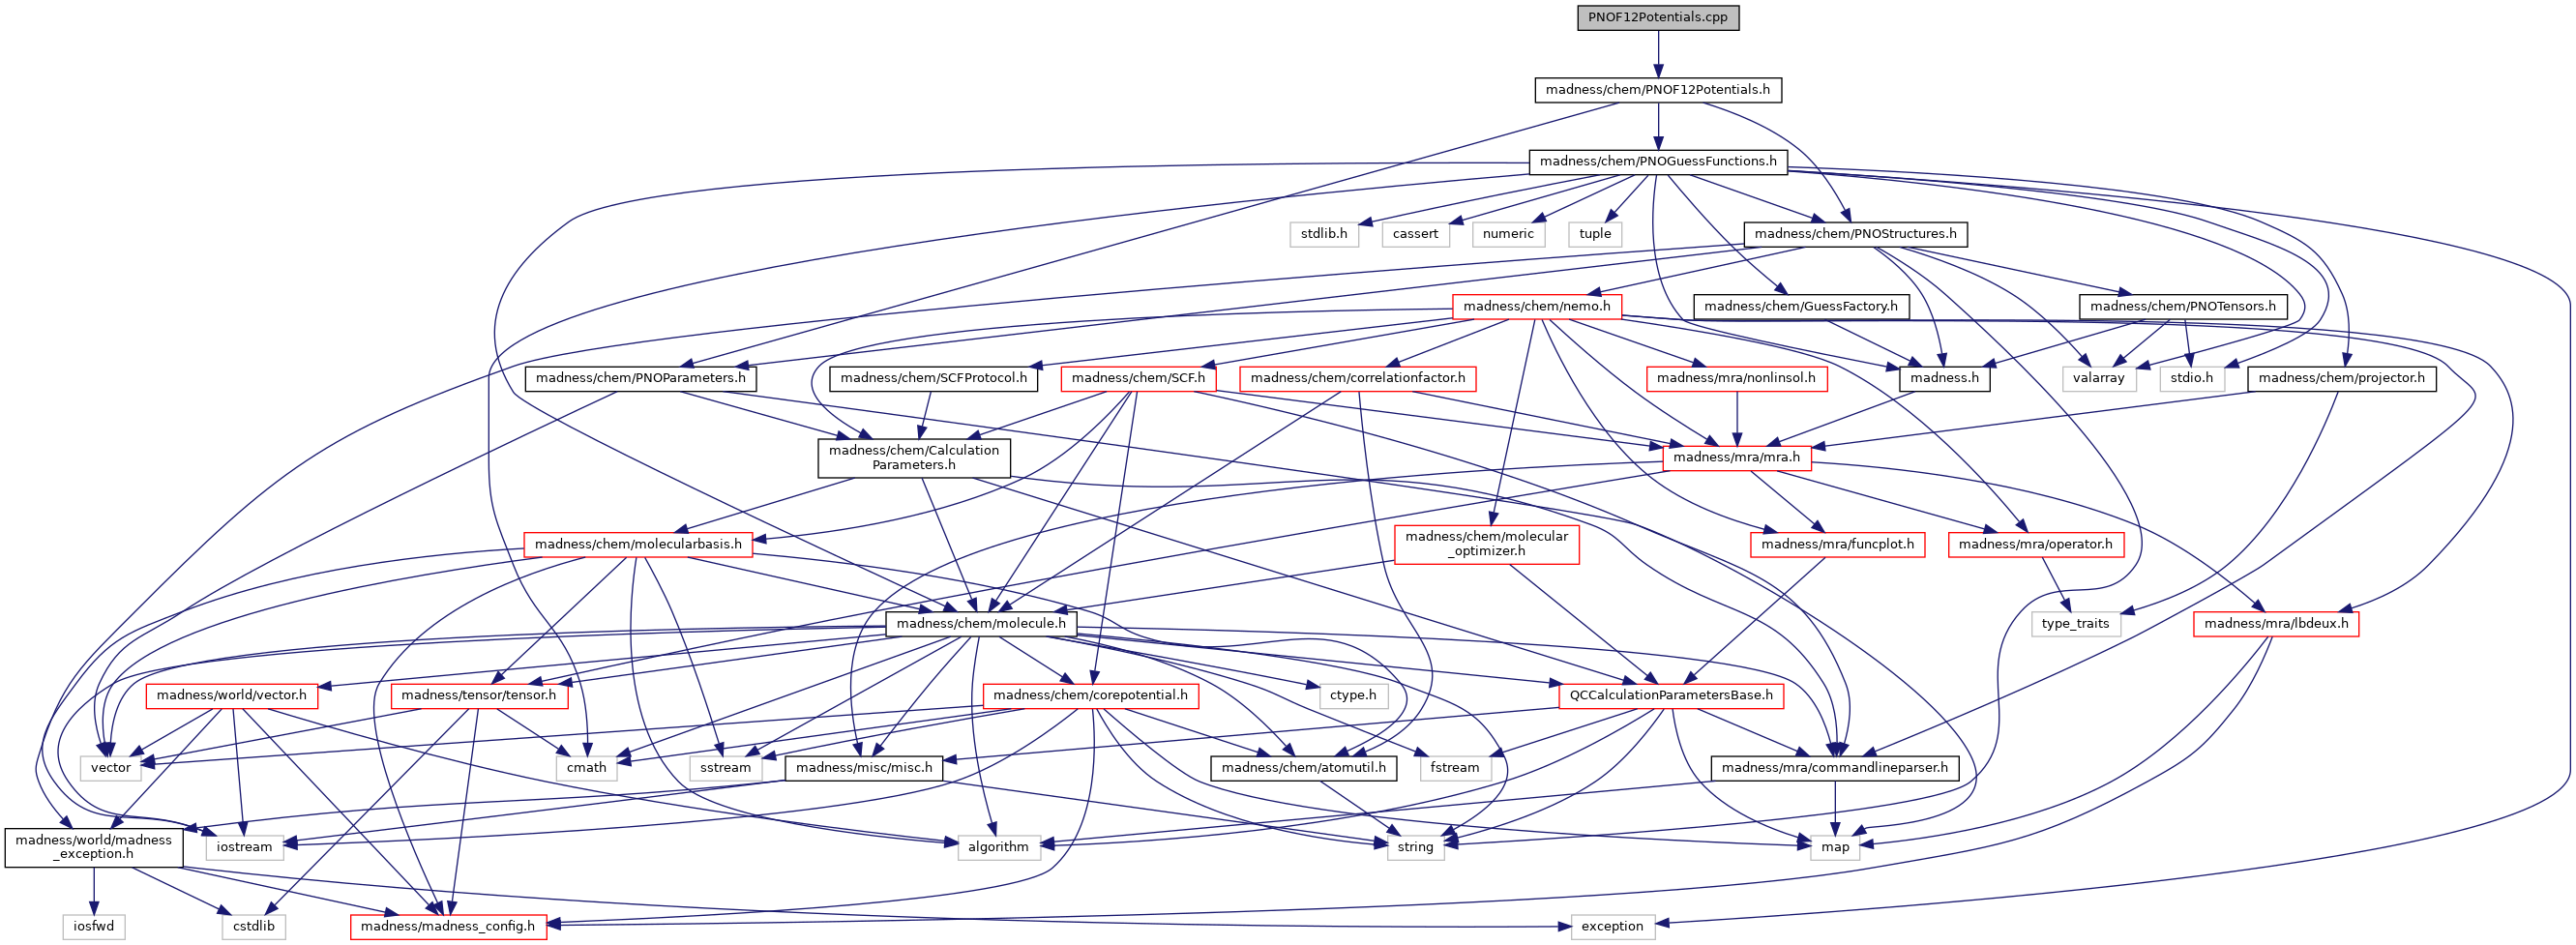 PNOF12Potentials.cpp
madness/chem/PNOF12Potentials.h
madness/chem/PNOGuessFunctions.h
stdlib.h
cassert
numeric
tuple
madness/chem/PNOStructures.h
madness/chem/nemo.h
madness/chem/GuessFactory.h
madness/chem/PNOTensors.h
madness/chem/PNOParameters.h
madness/chem/SCFProtocol.h
madness/chem/SCF.h
madness/chem/correlationfactor.h
madness/mra/nonlinsol.h
madness.h
valarray
stdio.h
madness/chem/projector.h
madness/chem/Calculation
Parameters.h
madness/mra/mra.h
madness/chem/molecularbasis.h
madness/chem/molecular
_optimizer.h
madness/mra/funcplot.h
madness/mra/operator.h
madness/chem/molecule.h
type_traits
madness/mra/lbdeux.h
madness/world/vector.h
madness/tensor/tensor.h
madness/chem/corepotential.h
ctype.h
QCCalculationParametersBase.h
vector
cmath
sstream
madness/misc/misc.h
madness/chem/atomutil.h
fstream
madness/mra/commandlineparser.h
madness/world/madness
_exception.h
iostream
algorithm
string
map
iosfwd
cstdlib
madness/madness_config.h
exception